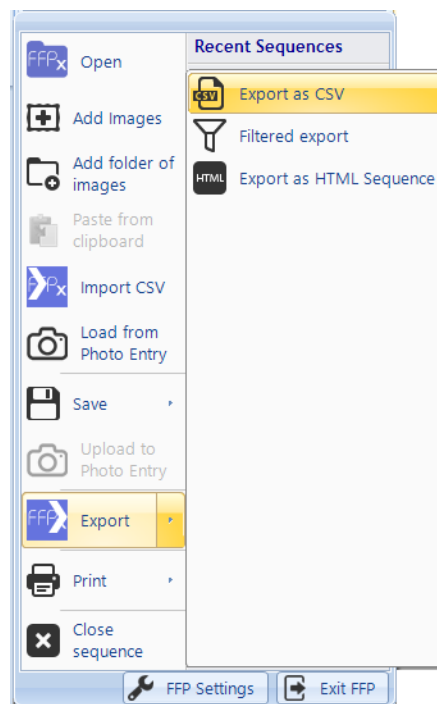 FFPx
Open
Add Images
Add folder of
images
Paste from
clipboard
FFPx
Import CSV
Load from
Photo Entry
Save
Upload to
Photo Entry
FFP
Export
Print
Close
sequence
Recent Sequences
CSV
Export as CSV
Filtered export
HTML
Export as HTML Sequence
FFP Settings
Exit FFP